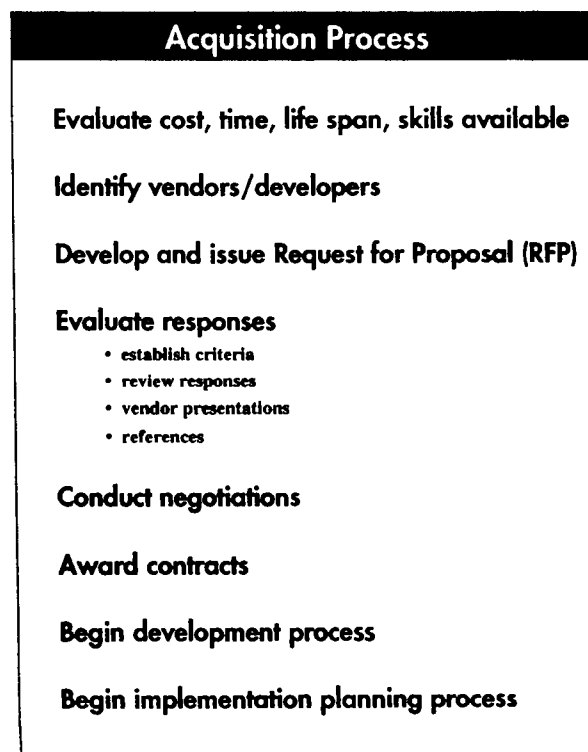 Acquisition Process
Evaluate cost, time, life span, skills available
Identify vendors/developers
Develop and issue Request for Proposal (RFP)
Evaluate responses
• establish criteria
• review responses
• vendor presentations
• references
Conduct negotiations
Award contracts
Begin development process
Begin implementation planning process